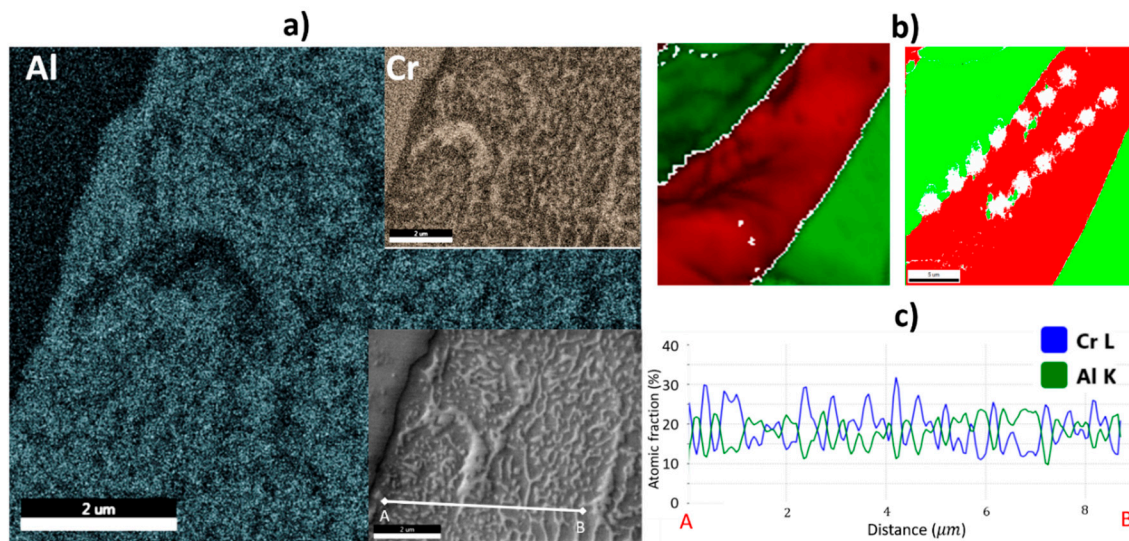 a)
b)
Al
Cr
2 um
2 um
A
B
2 um
5 um
c)
Cr L
Al K
Atomic fraction (%)
40
30
20
10
0
A
2
4
6
8
B
Distance (μm)